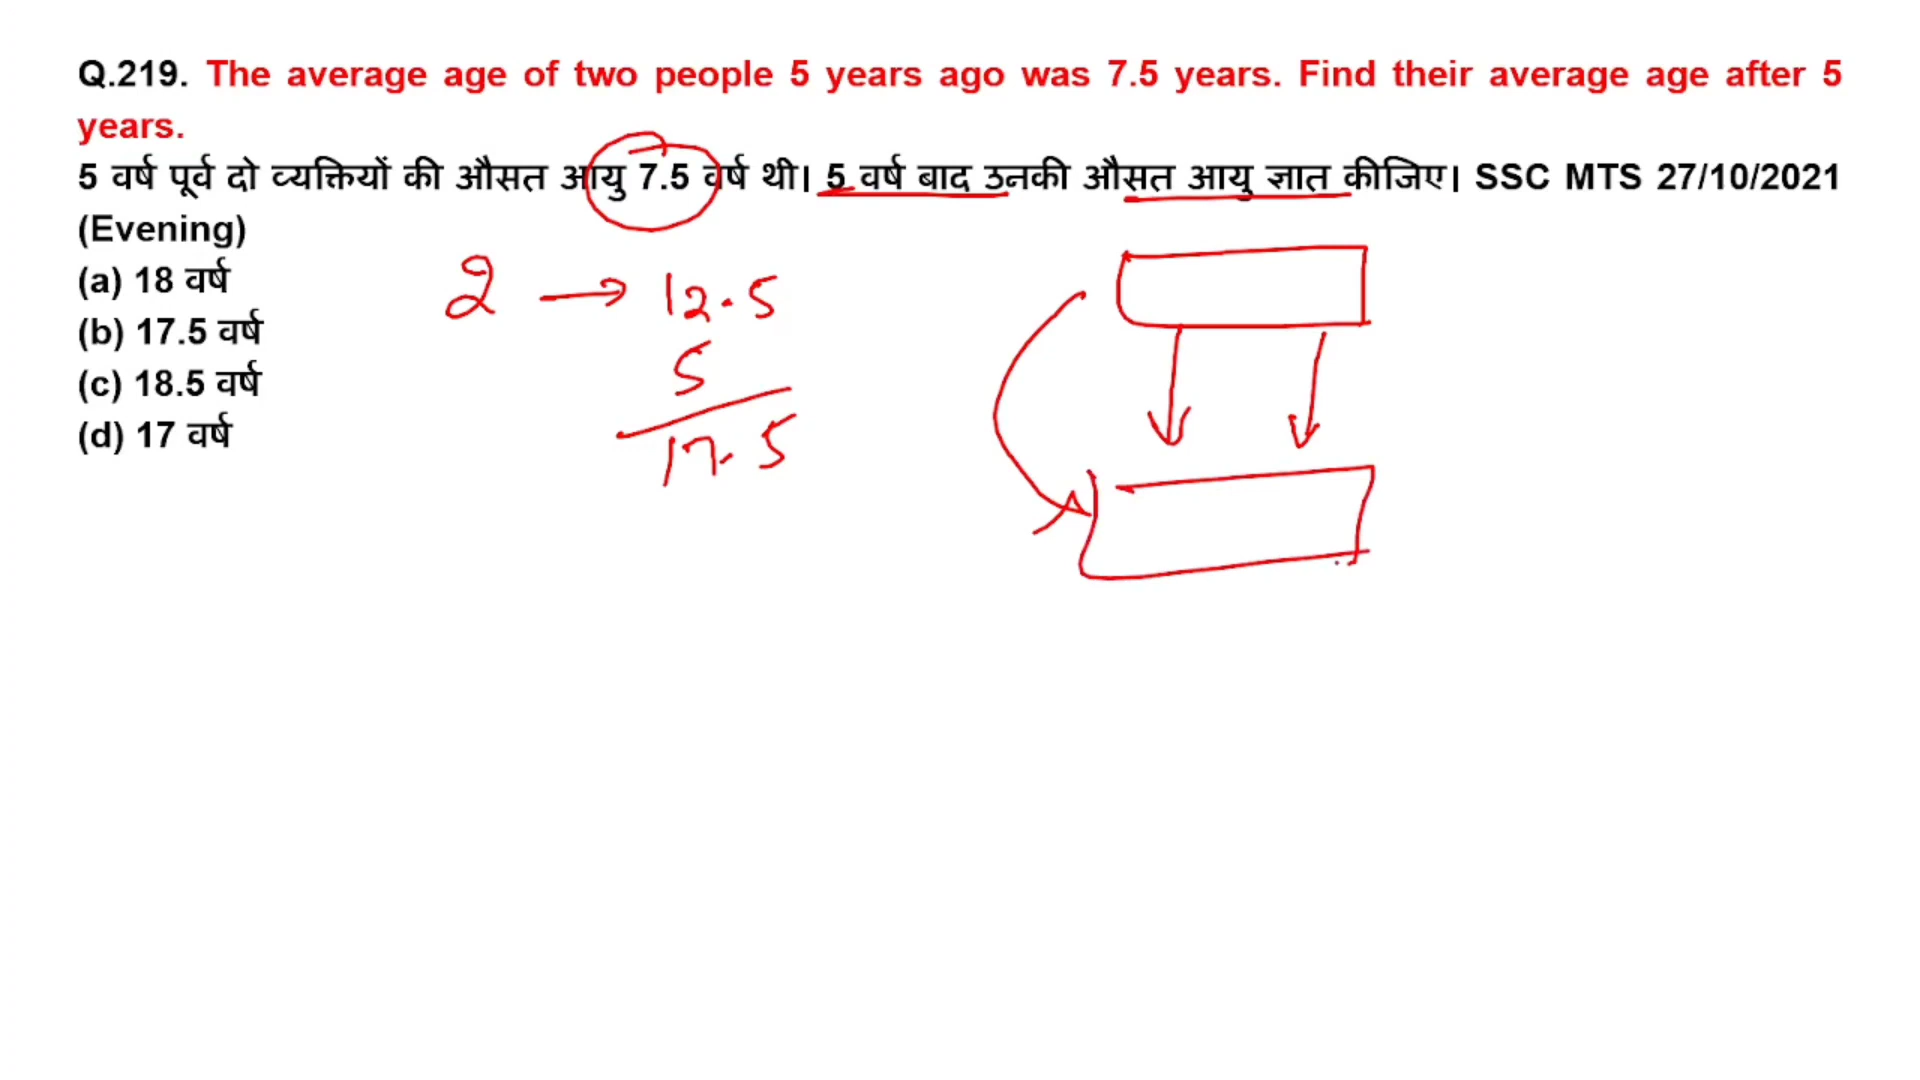 Q.219. The average age of two people 5 years ago was 7.5 years. Find their average age after 5
years.
5 वर्ष पूर्व दो व्यक्तियों की औसत आयु 7.5 वर्ष थी। 5 वर्ष बाद उनकी औसत आयु ज्ञात कीजिए। SSC MTS 27/10/2021
(Evening)
(a) 18 वर्ष
(b) 17.5 वर्ष
(c) 18.5 वर्ष
(d) 17 वर्ष
2 → 12.5
5
17.5